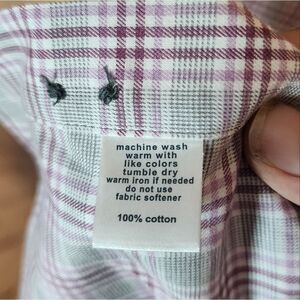 machine wash
warm with
like colors
tumble dry
warm iron if needed
do not use
fabric softener
100% cotton